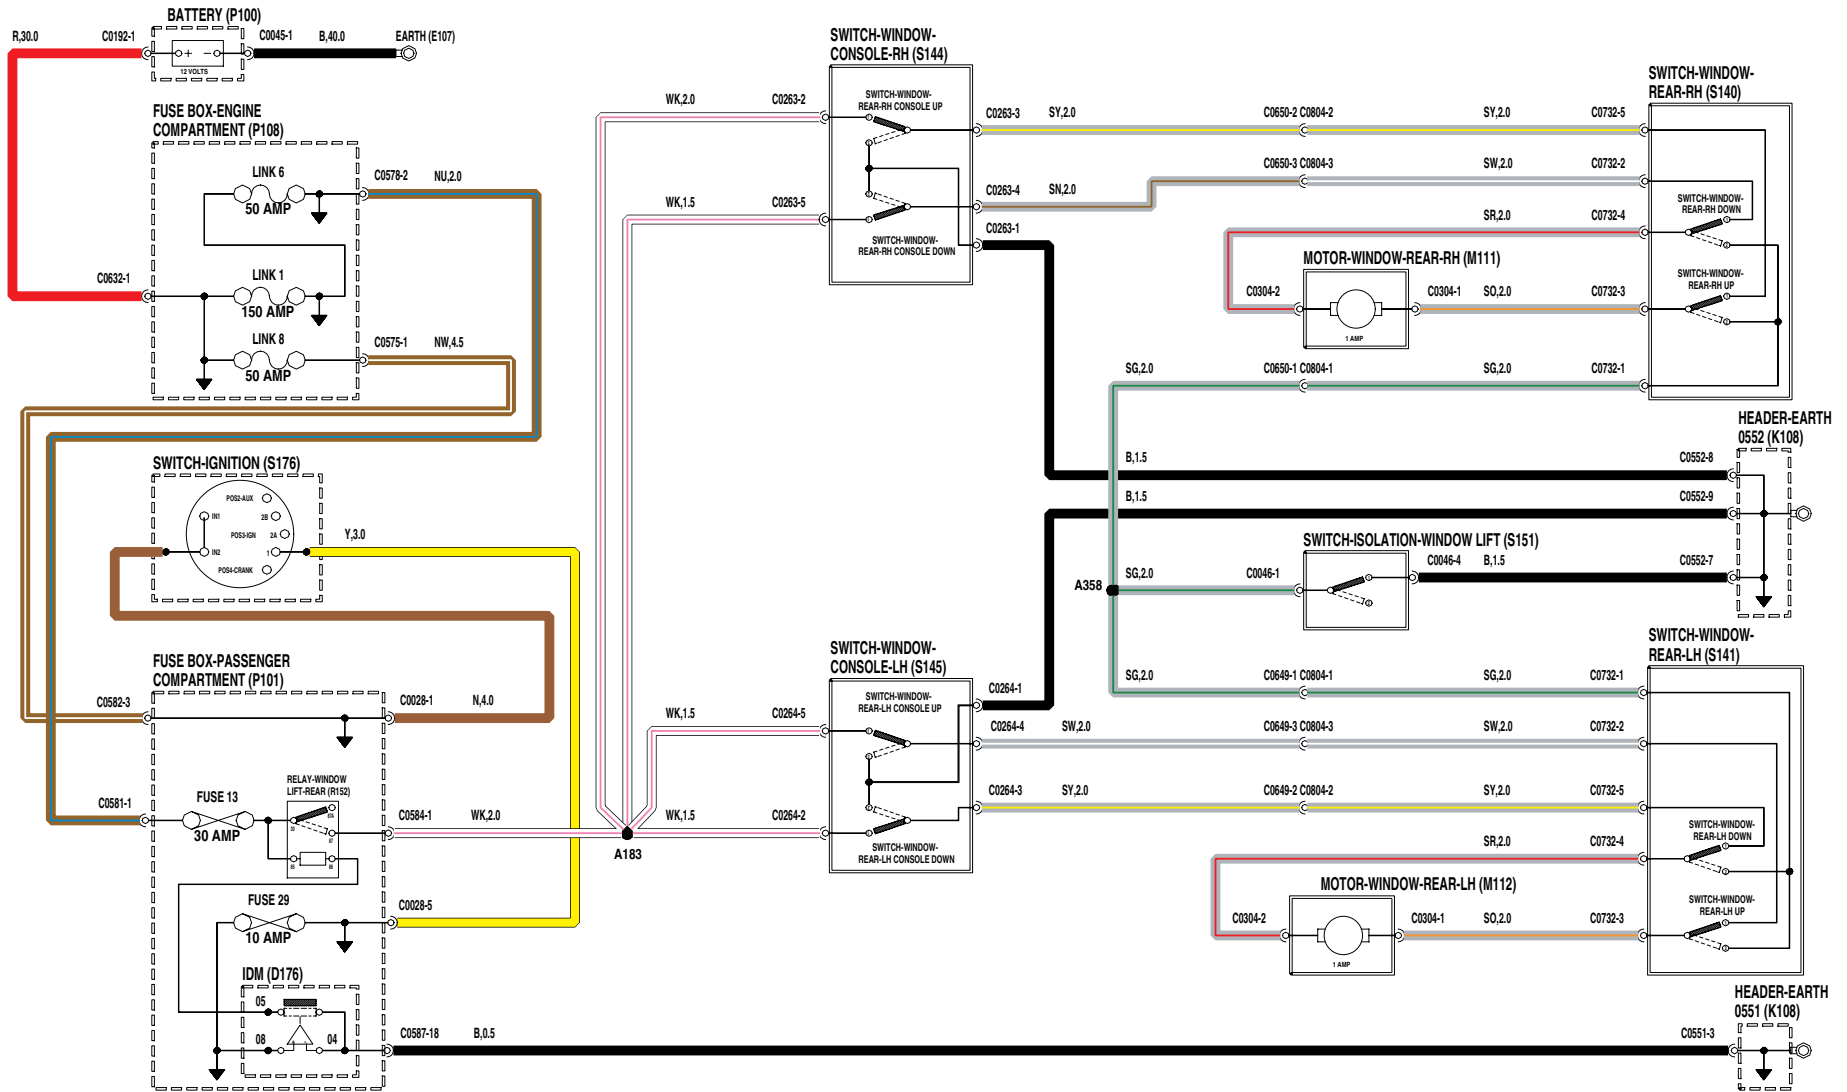 BATTERY (P100)
R,30.0
C0192-1
C0045-1
B,40.0
EARTH (E107)
+ -
12 VOLTS
FUSE BOX-ENGINE
COMPARTMENT (P108)
LINK 6
50 AMP
C0578-2
NU,2.0
C0632-1
LINK 1
150 AMP
LINK 8
50 AMP
C0575-1
NW,4.5
SWITCH-IGNITION (S176)
POS2-AUX
IN1
2B
POS3-IGN
2A
IN2
1
POS4-CRANK
Y,3.0
FUSE BOX-PASSENGER
COMPARTMENT (P101)
C0582-3
C0028-1
N,4.0
RELAY-WINDOW
LIFT-REAR (R152)
C0581-1
FUSE 13
30 AMP
87A
30
87
85
86
C0584-1
WK,2.0
A183
FUSE 29
10 AMP
C0028-5
IDM (D176)
05
08
04
C0587-18
B,0.5
SWITCH-WINDOW-
CONSOLE-RH (S144)
WK,2.0
C0263-2
SWITCH-WINDOW-
REAR-RH CONSOLE UP
WK,1.5
C0263-5
SWITCH-WINDOW-
REAR-RH CONSOLE DOWN
C0263-3
SY,2.0
C0650-2 C0804-2
SY,2.0
C0732-5
C0263-4
SN,2.0
C0650-3 C0804-3
SW,2.0
C0732-2
C0263-1
SWITCH-WINDOW-
REAR-RH (S140)
SWITCH-WINDOW-
REAR-RH DOWN
SR,2.0
C0732-4
MOTOR-WINDOW-REAR-RH (M111)
C0304-2
1 AMP
C0304-1
SO,2.0
C0732-3
SWITCH-WINDOW-
REAR-RH UP
SG,2.0
C0650-1 C0804-1
SG,2.0
C0732-1
HEADER-EARTH
0552 (K108)
B,1.5
C0552-8
B,1.5
C0552-9
SWITCH-ISOLATION-WINDOW LIFT (S151)
A358
SG,2.0
C0046-1
C0046-4
B,1.5
C0552-7
SWITCH-WINDOW-
CONSOLE-LH (S145)
SWITCH-WINDOW-
REAR-LH CONSOLE UP
WK,1.5
C0264-5
WK,1.5
C0264-2
SWITCH-WINDOW-
REAR-LH CONSOLE DOWN
C0264-1
C0264-4
SW,2.0
C0649-3 C0804-3
SW,2.0
C0732-2
C0264-3
SY,2.0
C0649-2 C0804-2
SY,2.0
C0732-5
SWITCH-WINDOW-
REAR-LH (S141)
SG,2.0
C0649-1 C0804-1
SG,2.0
C0732-1
SWITCH-WINDOW-
REAR-LH DOWN
SR,2.0
C0732-4
MOTOR-WINDOW-REAR-LH (M112)
C0304-2
1 AMP
C0304-1
SO,2.0
C0732-3
SWITCH-WINDOW-
REAR-LH UP
HEADER-EARTH
0551 (K108)
C0551-3